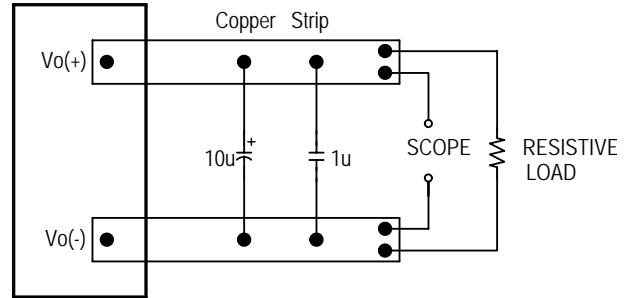 Copper Strip
Vo(+)
+
10u
1u
SCOPE
RESISTIVE
LOAD
Vo(-)